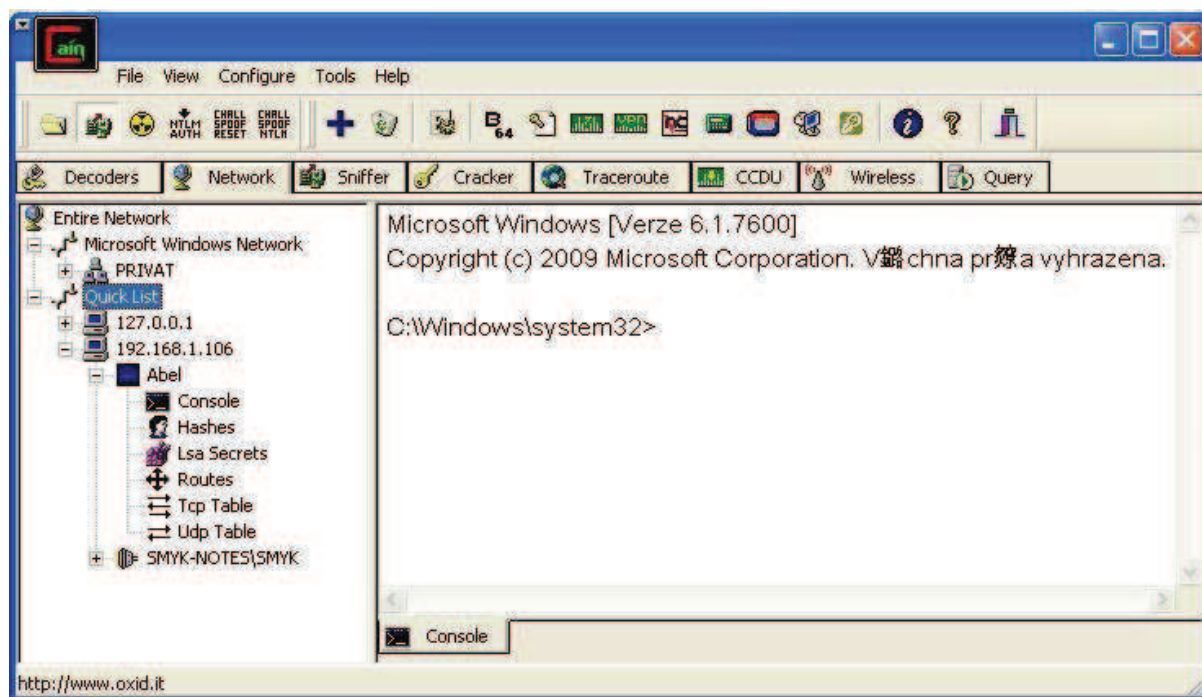 Cain
File View Configure Tools Help
NTLM AUTH CHALL SPOOF RESET CHALL SPOOF NTLM B 64
Decoders Network Sniffer Cracker Traceroute CCDU Wireless Query
Entire Network
Microsoft Windows Network
PRIVAT
Quick List
127.0.0.1
192.168.1.106
Abel
Console
Hashes
Lsa Secrets
Routes
Tcp Table
Udp Table
SMYK-NOTES\SMYK
Microsoft Windows [Verze 6.1.7600]
Copyright (c) 2009 Microsoft Corporation. chna vyhrazena.
C:\Windows\system32>
Console
http://www.oxid.it